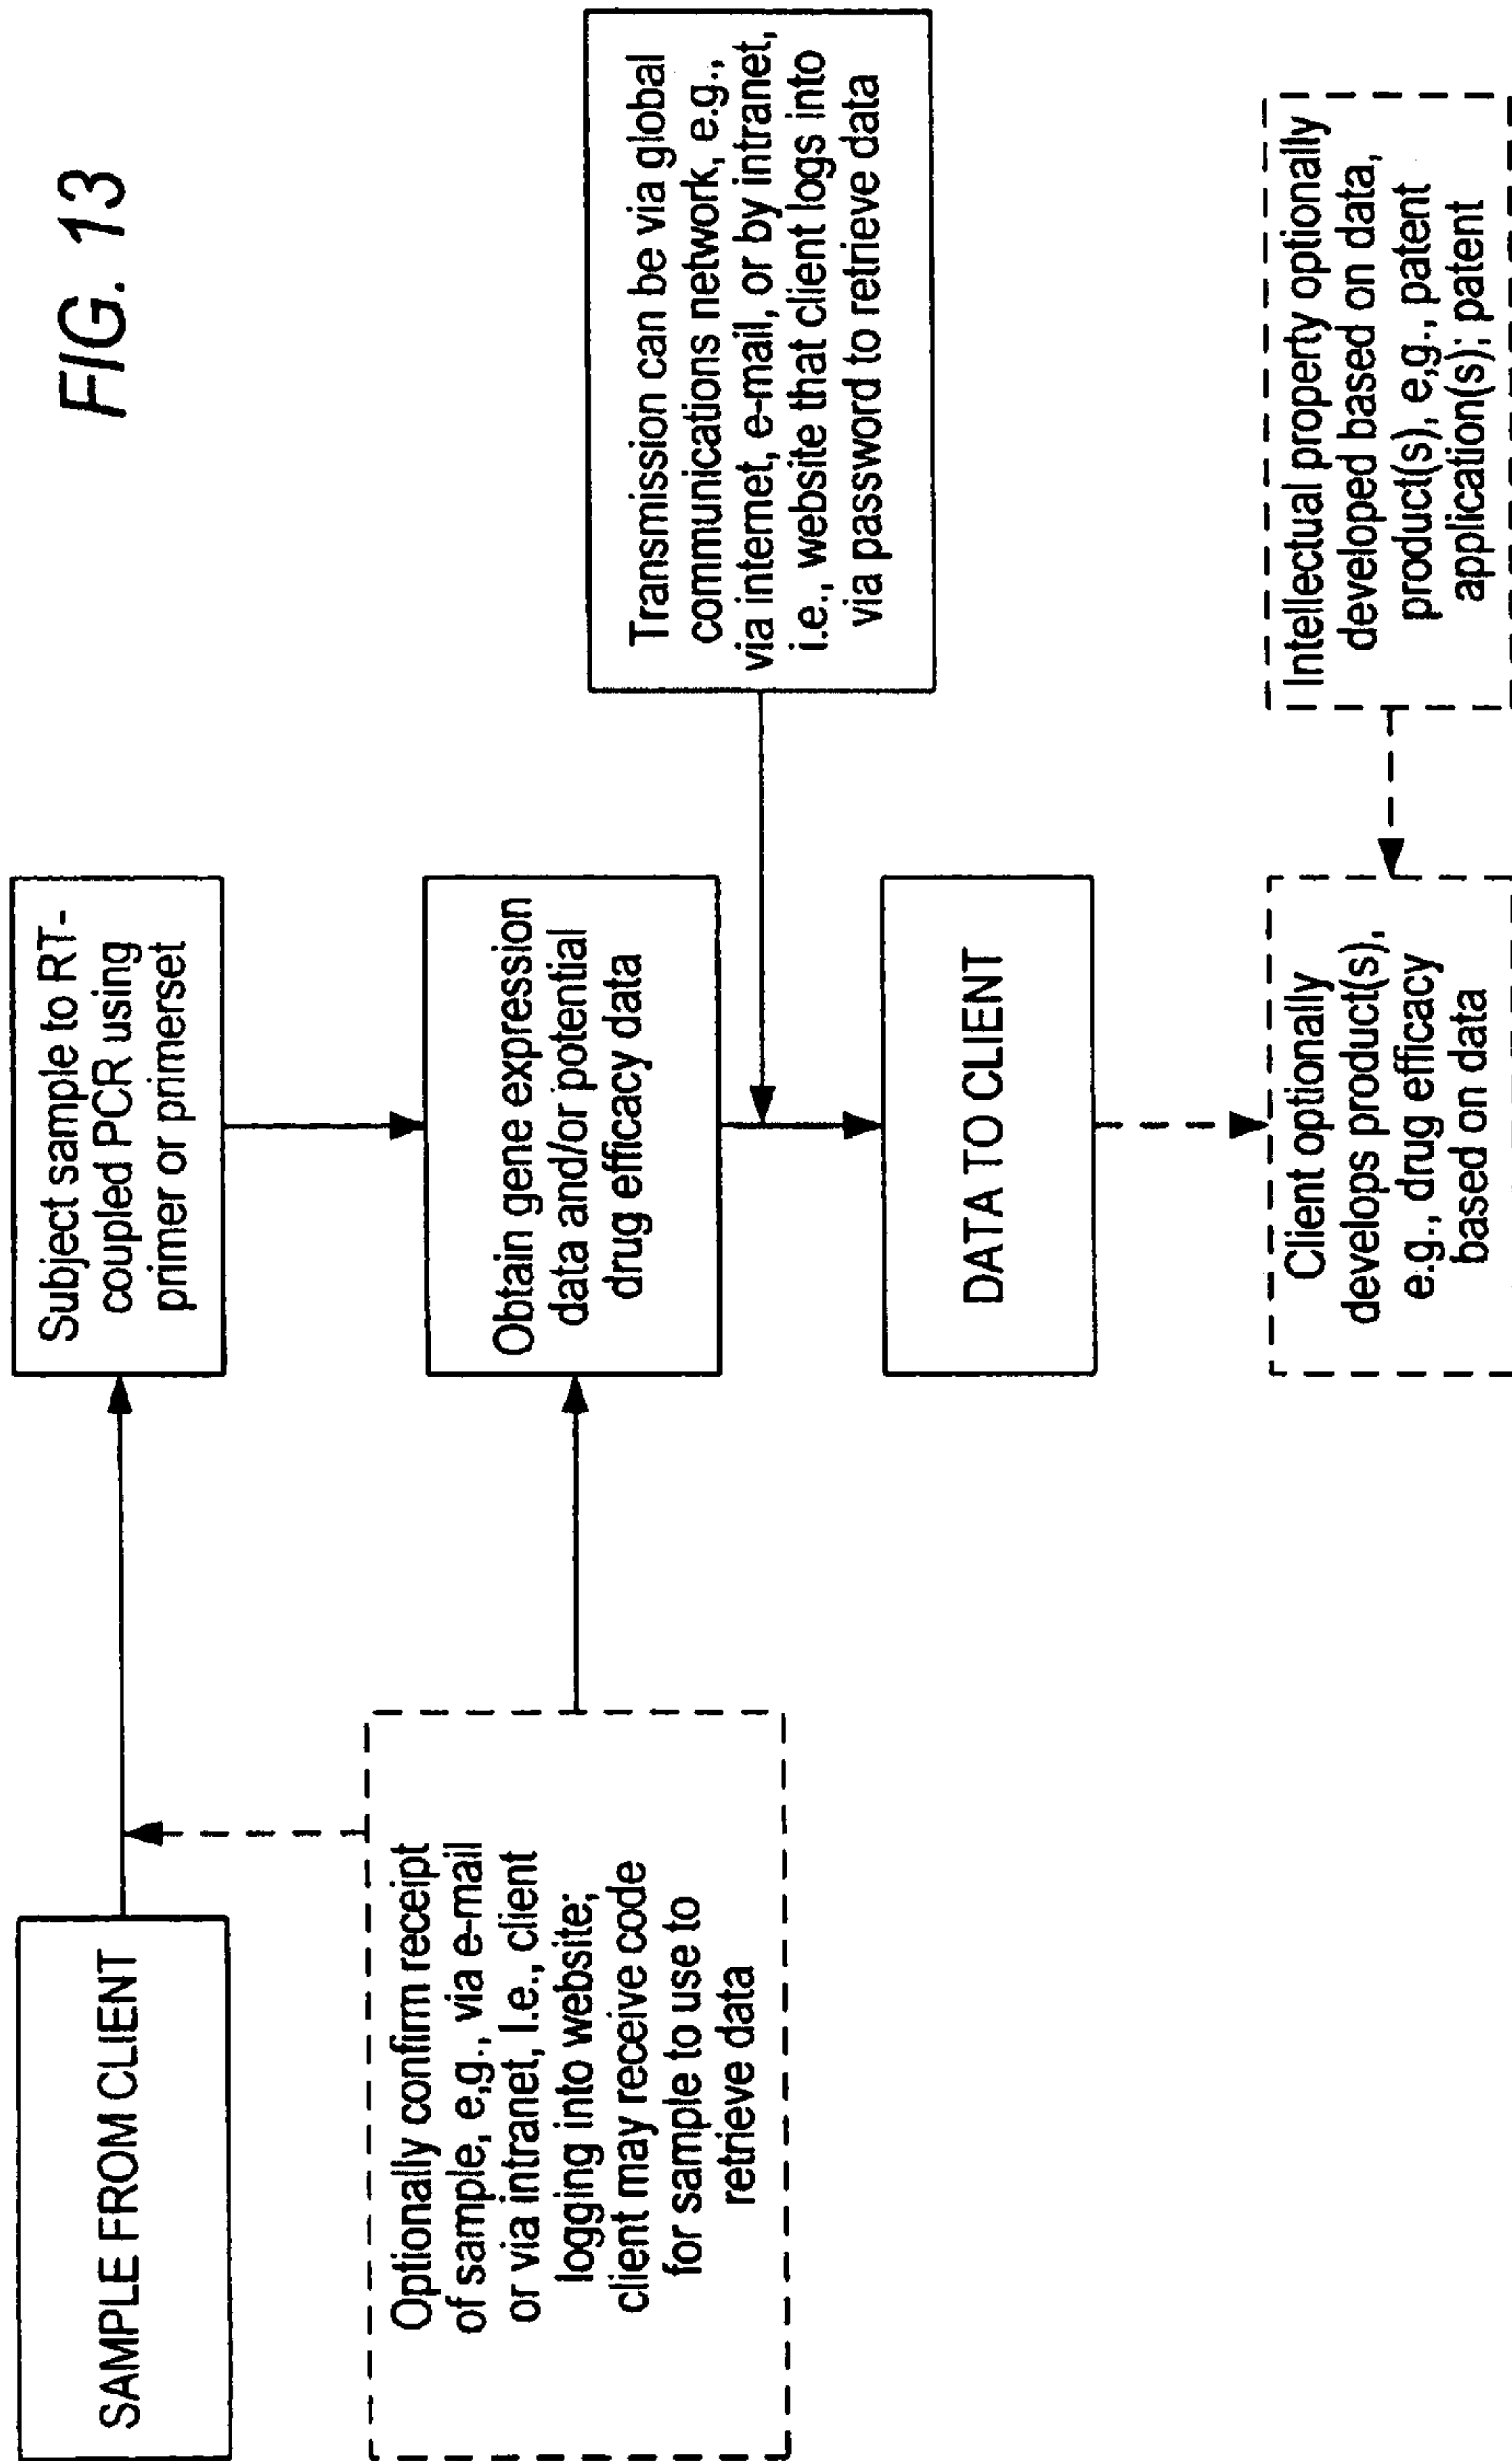 FIG. 13
SAMPLE FROM CLIENT
Subject sample to RT-
coupled PCR using
primer or primerset
Optionally confirm receipt
of sample, e,g., via e-mail
or via intranet, I.e., client
logging into website;
client may receive code
for sample to use to
retrieve data
Obtain gene expression
data and/or potential
drug efficacy data
Transmission can be via global
communications network, e.g.,
via internet, e-mail, or by intranet,
i.e., website that client logs into
via password to retrieve data
DATA TO CLIENT
Client optionally
develops product(s),
e.g., drug efficacy
based on data
Intellectual property optionally
developed based on data,
product(s), e,g., patent
application(s); patent